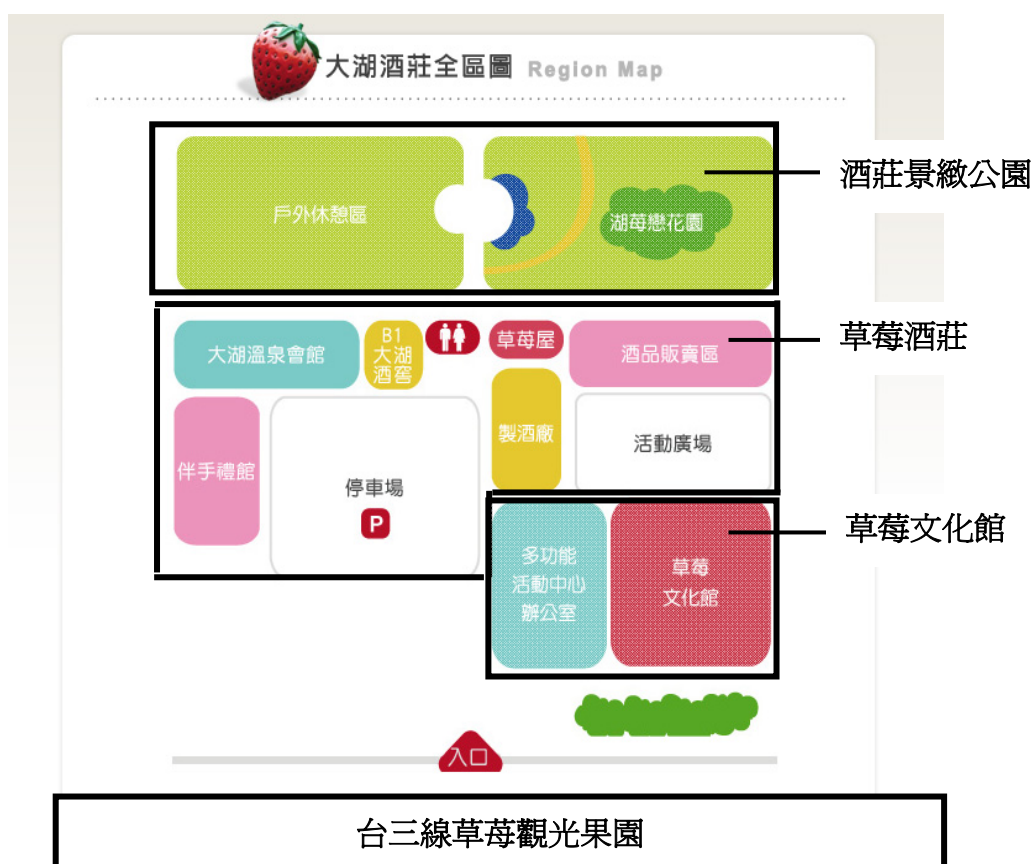 大湖酒莊全區圖 Region Map
酒莊景緻公園
戶外休憩區
湖苺戀花園
草莓酒莊
大湖溫泉會館
B1
大湖
酒窖
草苺屋
酒品販賣區
伴手禮館
停車場
P
製酒廠
活動廣場
草莓文化館
多功能
活動中心
辦公室
草莓
文化館
入口
台三線草苺觀光果園